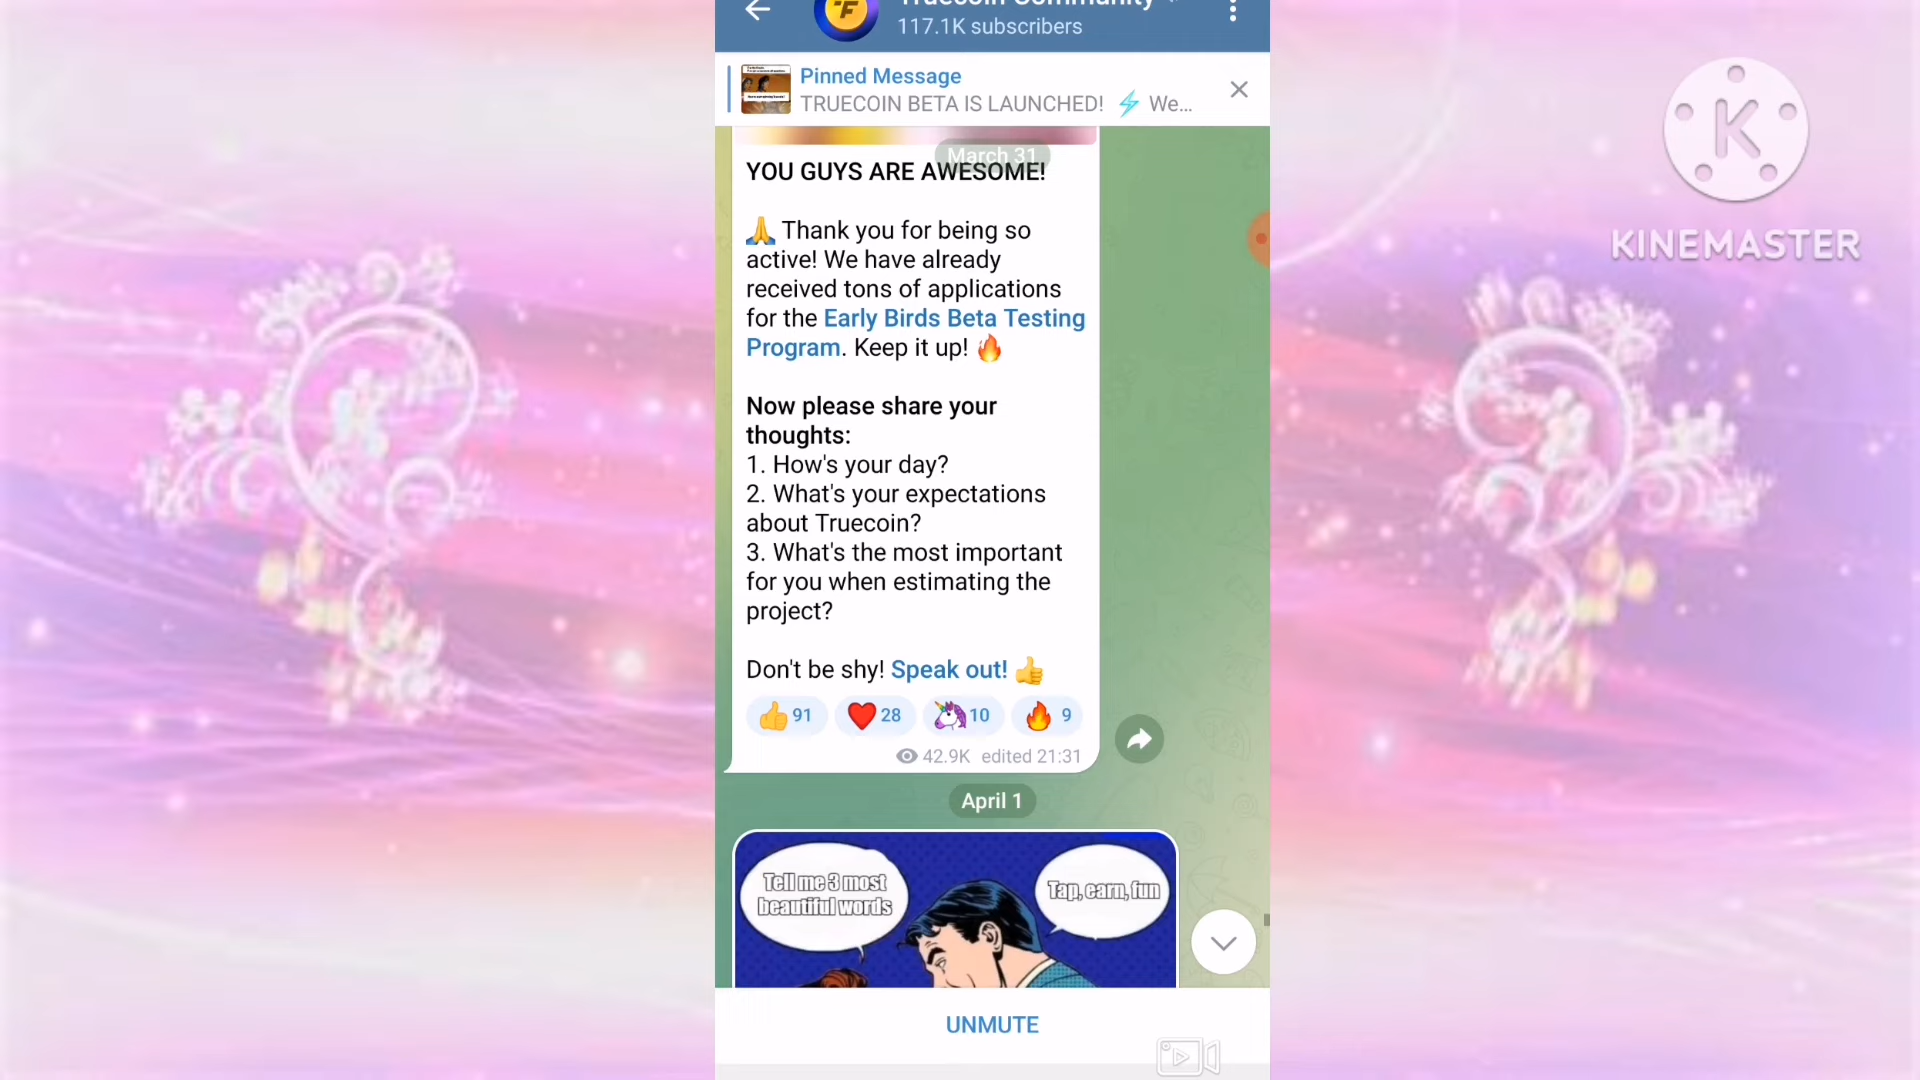 Truecoin Community
117.1K subscribers
Pinned Message
TRUECOIN BETA IS LAUNCHED! ⚡ We...
March 31
YOU GUYS ARE AWESOME!
🙏 Thank you for being so
active! We have already
received tons of applications
for the Early Birds Beta Testing
Program. Keep it up! 🔥
Now please share your
thoughts:
1. How's your day?
2. What's your expectations
about Truecoin?
3. What's the most important
for you when estimating the
project?
Don't be shy! Speak out! 👍
👍 91 ❤️ 28 🦄 10 🔥 9
42.9K edited 21:31
April 1
Tell me 3 most
beautiful words
Tap, earn, fun
UNMUTE
K
KINEMASTER